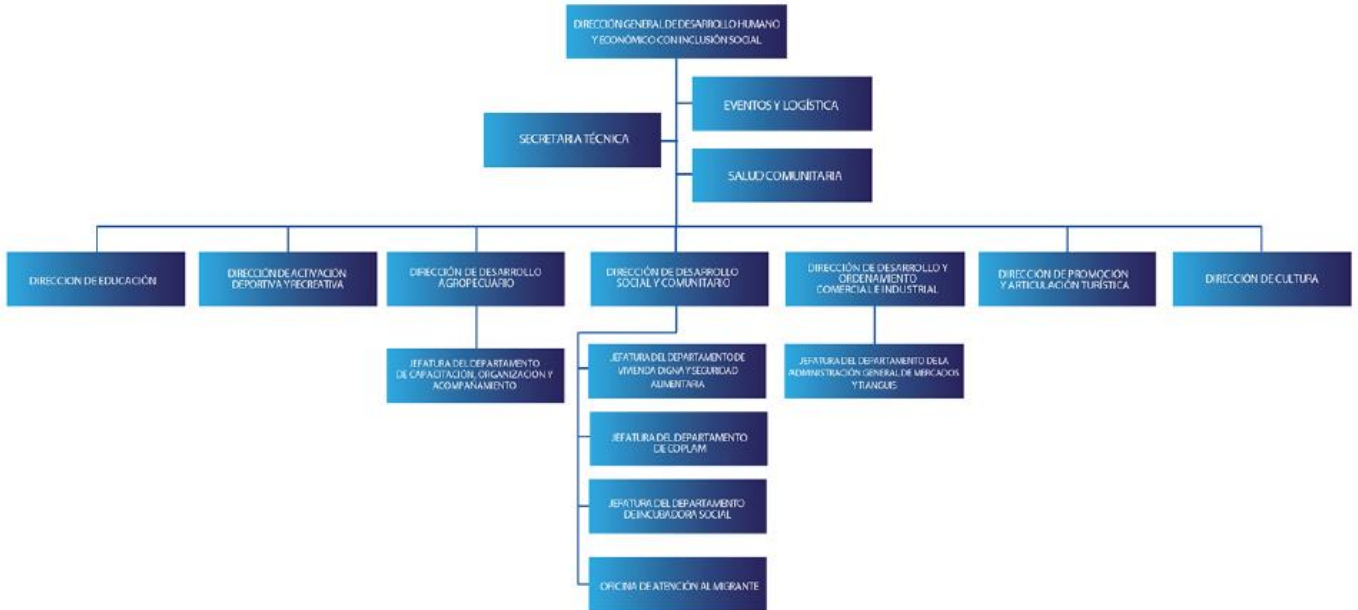 DIRECCIÓN GENERAL DE DESARROLLO HUMANO
Y ECONÓMICO CON INCLUSIÓN SOCIAL
EVENTOS Y LOGÍSTICA
SECRETARIA TÉCNICA
SALUD COMUNITARIA
DIRECCION DE EDUCACIÓN
DIRECCIÓN DE ACTIVACIÓN
DEPORTIVA Y RECREATIVA
DIRECCIÓN DE DESARROLLO
AGROPECUARIO
DIRECCIÓN DE DESARROLLO
SOCIAL Y COMUNITARIO
DIRECCIÓN DE DESARROLLO Y
ORDENAMIENTO
COMERCIAL E INDUSTRIAL
DIRECCIÓN DE PROMOCIÓN
Y ARTICULACIÓN TURÍSTICA
DIRECCIÓN DE CULTURA
JEFATURA DEL DEPARTAMENTO
DE CAPACITACIÓN, ORGANIZACION Y
ACOMPAÑAMIENTO
JEFATURA DEL DEPARTAMENTO DE
VIVIENDA DIGNA Y SEGURIDAD
ALIMENTARIA
JEFATURA DEL DEPARTAMENTO DE LA
ADMINISTRACIÓN GENERAL DE MERCADOS
Y TIANGUIS
JEFATURA DEL DEPARTAMENTO
DE COPLAM
JEFATURA DEL DEPARTAMENTO
DE INCUBADORA SOCIAL
OFICINA DE ATENCIÓN AL MIGRANTE